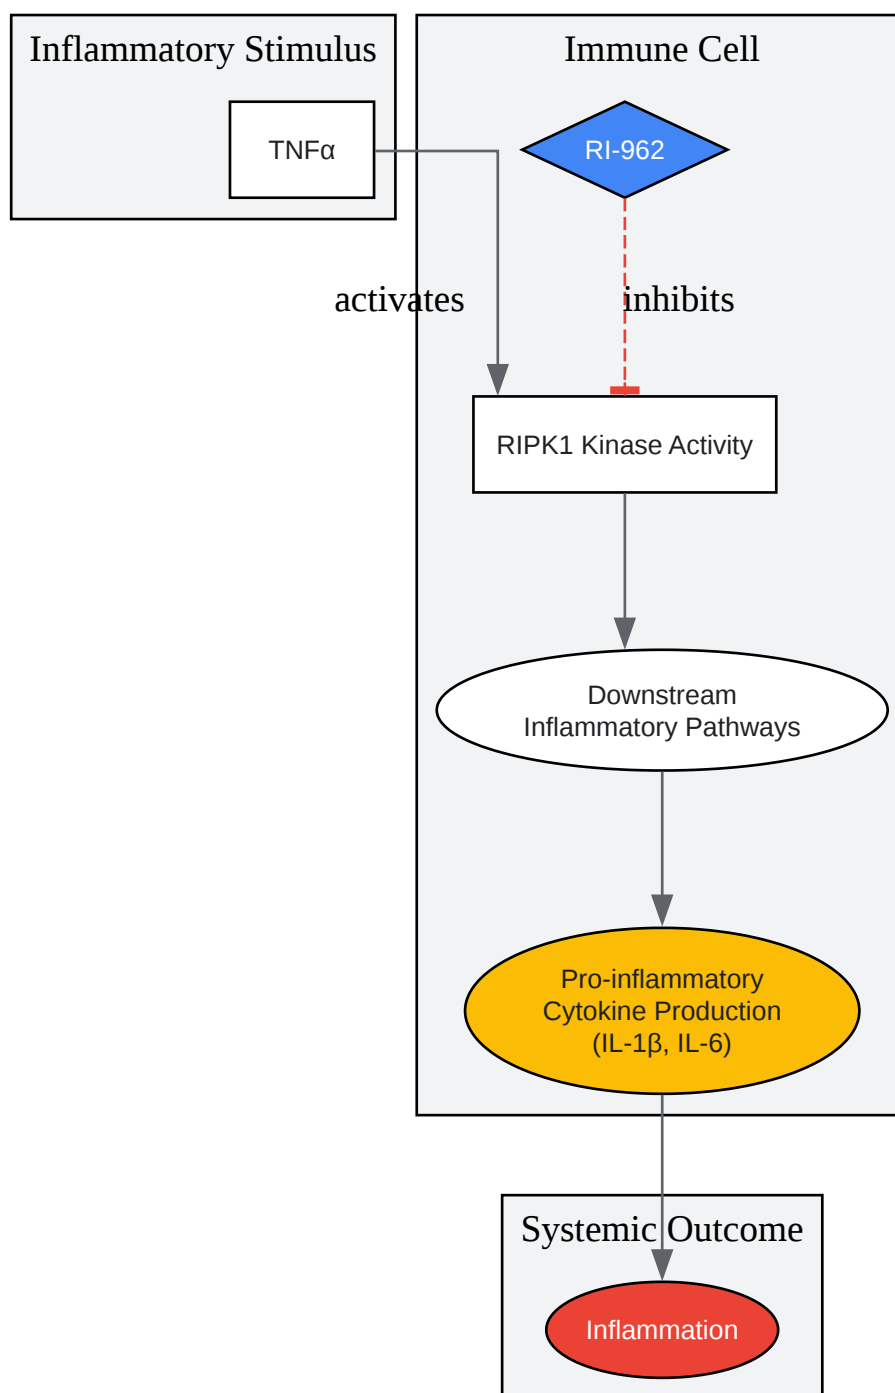 Inflammatory Stimulus
Immune Cell
TNFα
RI-962
activates
inhibits
RIPK1 Kinase Activity
Downstream
Inflammatory Pathways
Pro-inflammatory
Cytokine Production
(IL-1β, IL-6)
Systemic Outcome
Inflammation